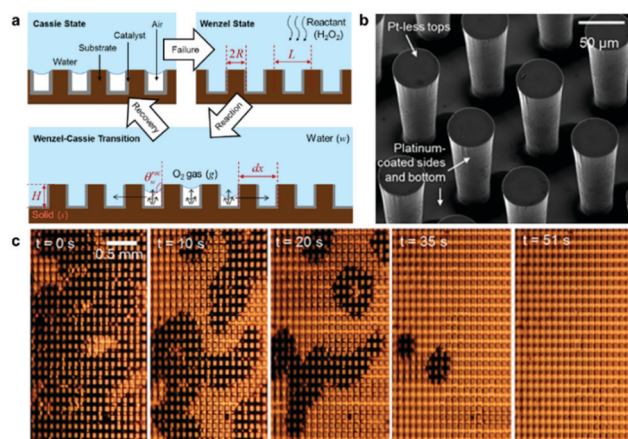 a
Cassie State
Air
Catalyst
Substrate
Water
Failure
Wenzel State
Reactant
(H₂O₂)
2R
L
Recovery
Reaction
Wenzel-Cassie Transition
Water (w)
O₂ gas (g)
dx
H
Solid (s)
b
Pt-less tops
50 µm
Platinum-
coated sides
and bottom
c
t = 0 s
0.5 mm
t = 10 s
t = 20 s
t = 35 s
t = 51 s